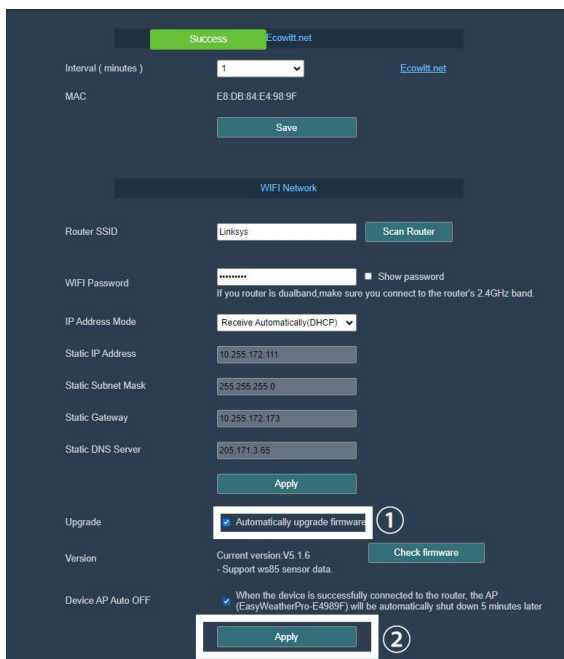 Success
Ecowitt.net
Interval ( minutes )
1
Ecowitt.net
MAC
E8:DB:84:E4:98:9F
Save
WIFI Network
Router SSID
Linksys
Scan Router
WIFI Password
•••••••••
Show password
If you router is dualband,make sure you connect to the router's 2.4GHz band.
IP Address Mode
Receive Automatically(DHCP)
Static IP Address
10.255.172.111
Static Subnet Mask
255.255.255.0
Static Gateway
10.255.172.173
Static DNS Server
205.171.3.65
Apply
Upgrade
Automatically upgrade firmware
①
Version
Current version:V5.1.6
- Support ws85 sensor data.
Check firmware
Device AP Auto OFF
When the device is successfully connected to the router, the AP
(EasyWeatherPro-E4989F) will be automatically shut down 5 minutes later
Apply
②